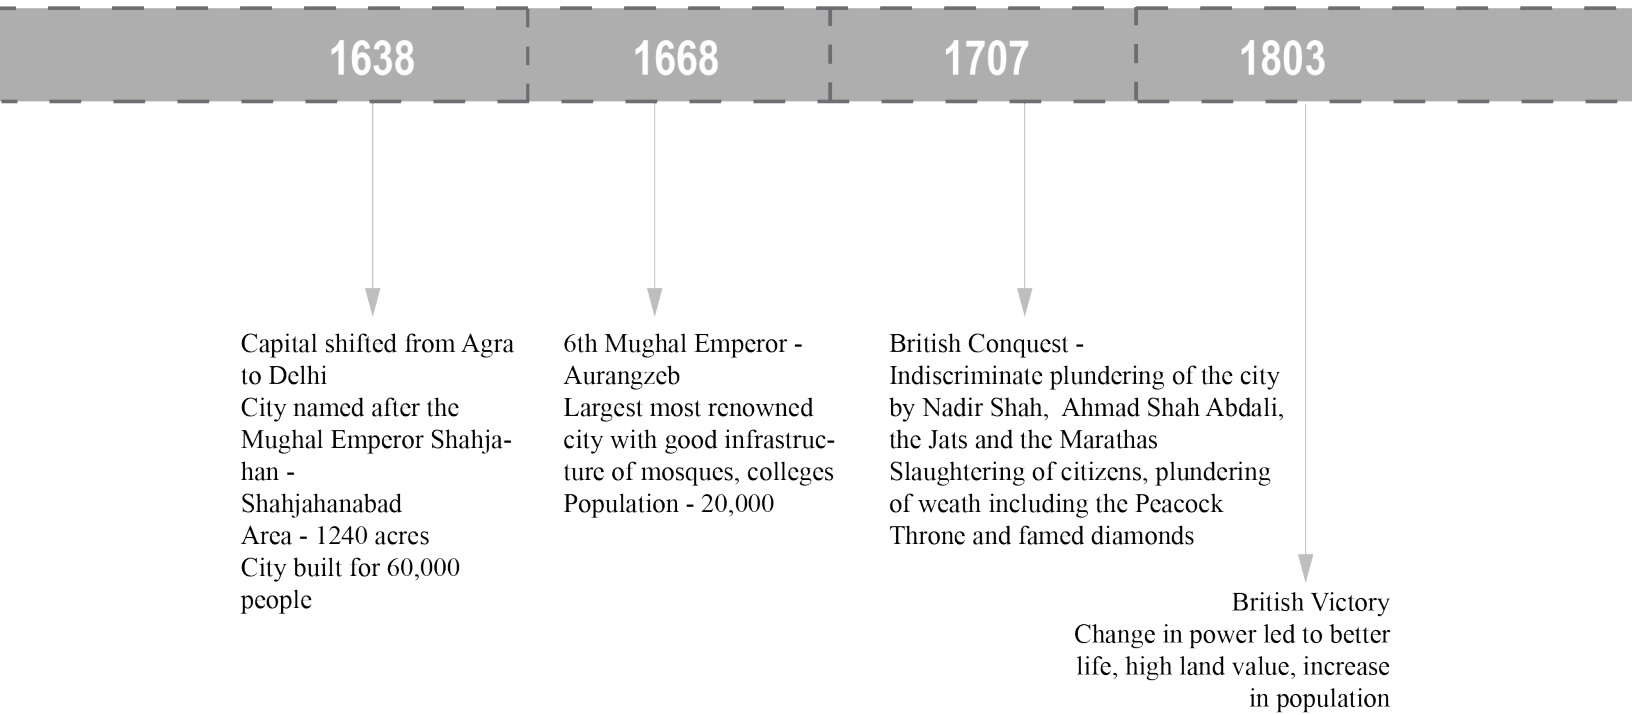 1638
1668
1707
1803
Capital shifted from Agra
to Delhi
City named after the
Mughal Emperor Shahja-
han -
Shahjahanabad
Area - 1240 acres
City built for 60,000
people
6th Mughal Emperor -
Aurangzeb
Largest most renowned
city with good infrastruc-
ture of mosques, colleges
Population - 20,000
British Conquest -
Indiscriminate plundering of the city
by Nadir Shah,  Ahmad Shah Abdali,
the Jats and the Marathas
Slaughtering of citizens, plundering
of weath including the Peacock
Throne and famed diamonds
British Victory
Change in power led to better
life, high land value, increase
in population